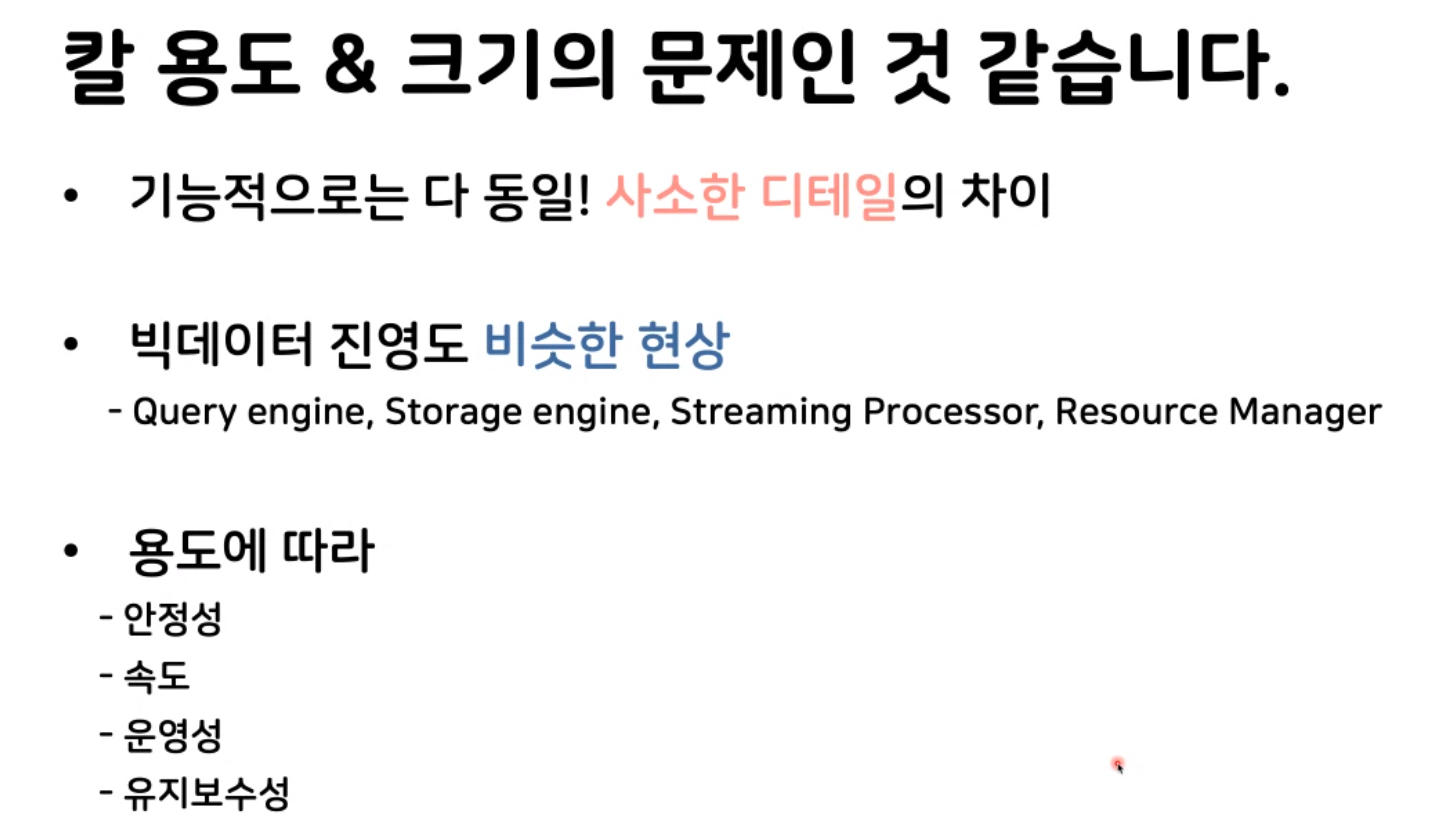 칼 용도 & 크기의 문제인 것 같습니다.
• 기능적으로는 다 동일! 사소한 디테일의 차이
• 빅데이터 진영도 비슷한 현상
- Query engine, Storage engine, Streaming Processor, Resource Manager
• 용도에 따라
- 안정성
- 속도
- 운영성
- 유지보수성